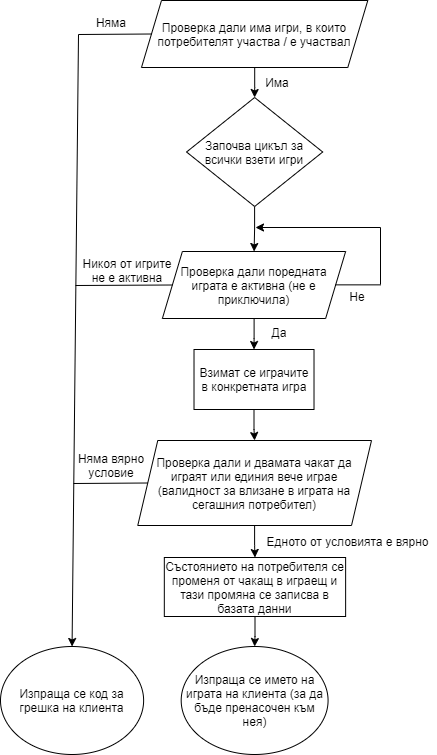 Няма
Проверка дали има игри, в които
потребителят участва / е участвал
Има
Започва цикъл за
всички взети игри
Никоя от игрите
не е активна
Проверка дали поредната
играта е активна (не е
приключила)
Не
Да
Взимат се играчите
в конкретната игра
Няма вярно
условие
Проверка дали и двамата чакат да
играят или единия вече играе
(валидност за влизане в играта на
сегашния потребител)
Едното от условията е вярно
Състоянието на потребителя се
променя от чакащ в играещ и
тази промяна се записва в
базата данни
Изпраща се код за
грешка на клиента
Изпраща се името на
играта на клиента (за да
бъде пренасочен към
нея)